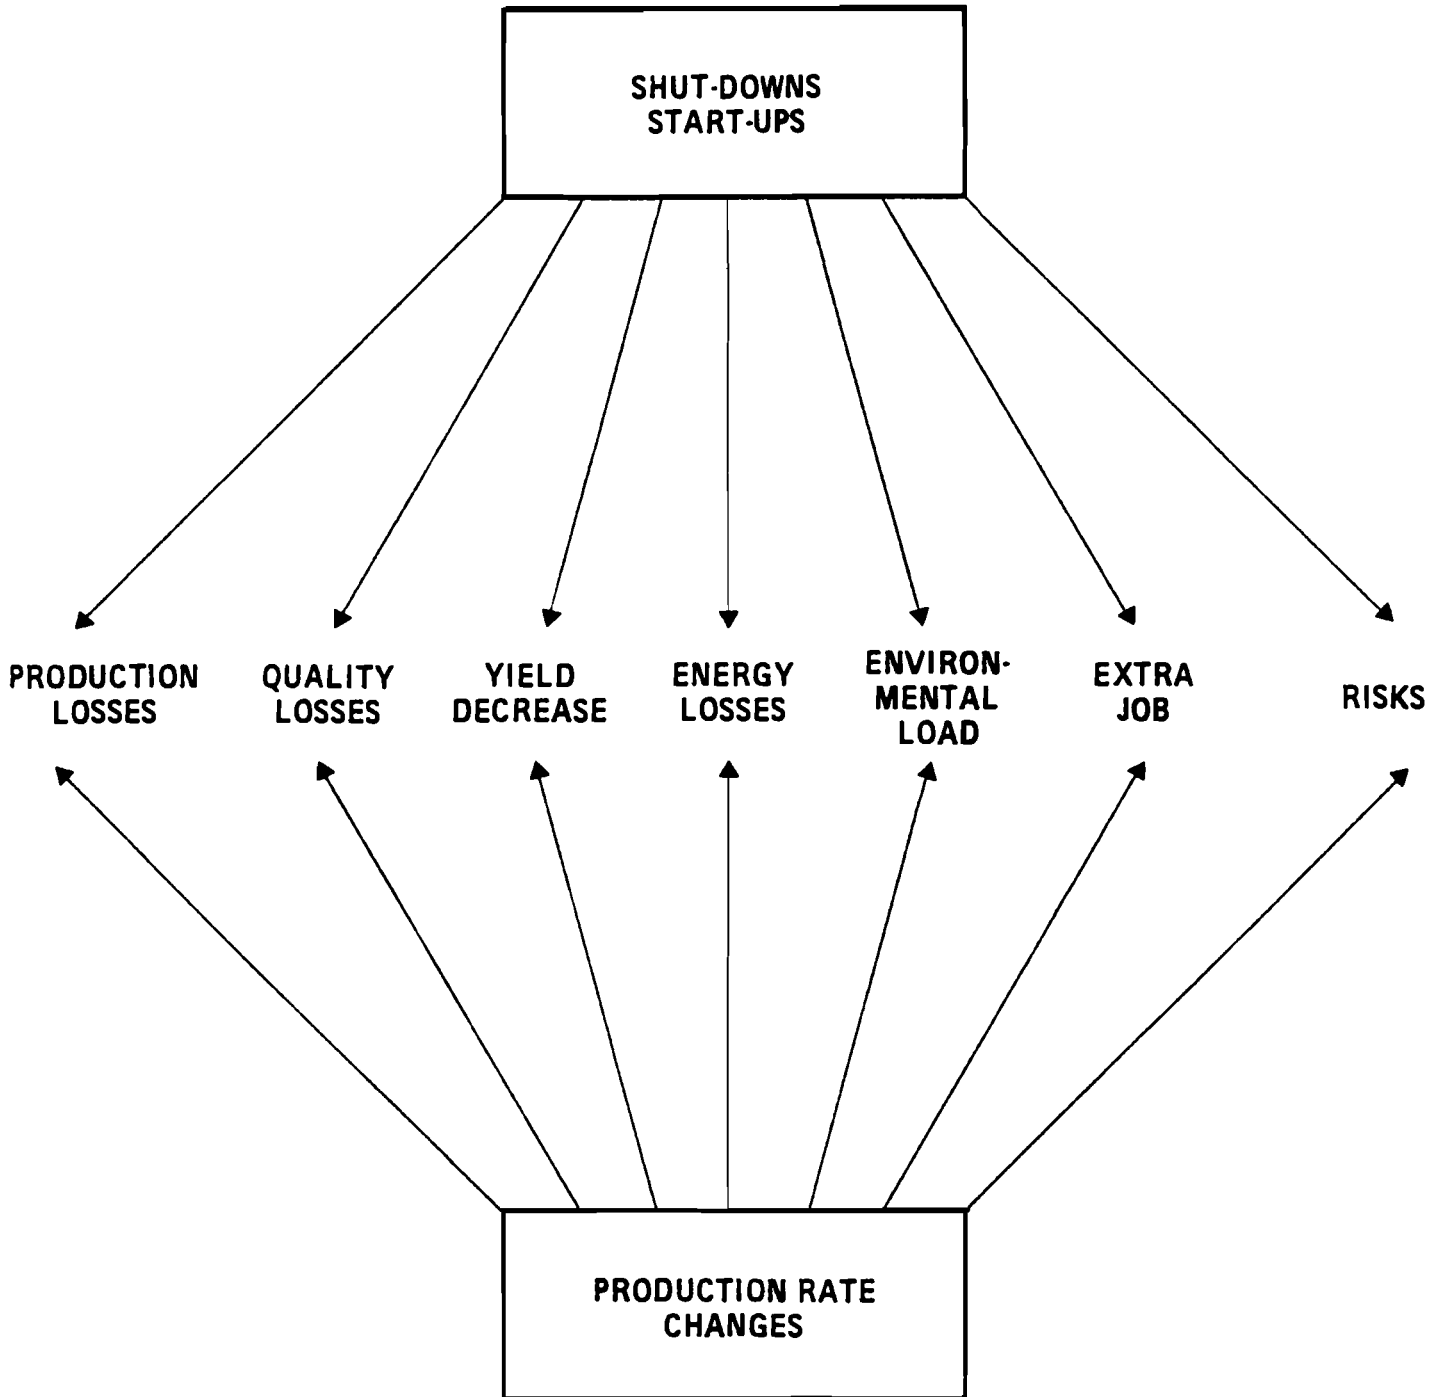 SHUT-DOWNS
START-UPS
PRODUCTION
LOSSES
QUALITY
LOSSES
YIELD
DECREASE
ENERGY
LOSSES
ENVIRON-
MENTAL
LOAD
EXTRA
JOB
RISKS
PRODUCTION RATE
CHANGES